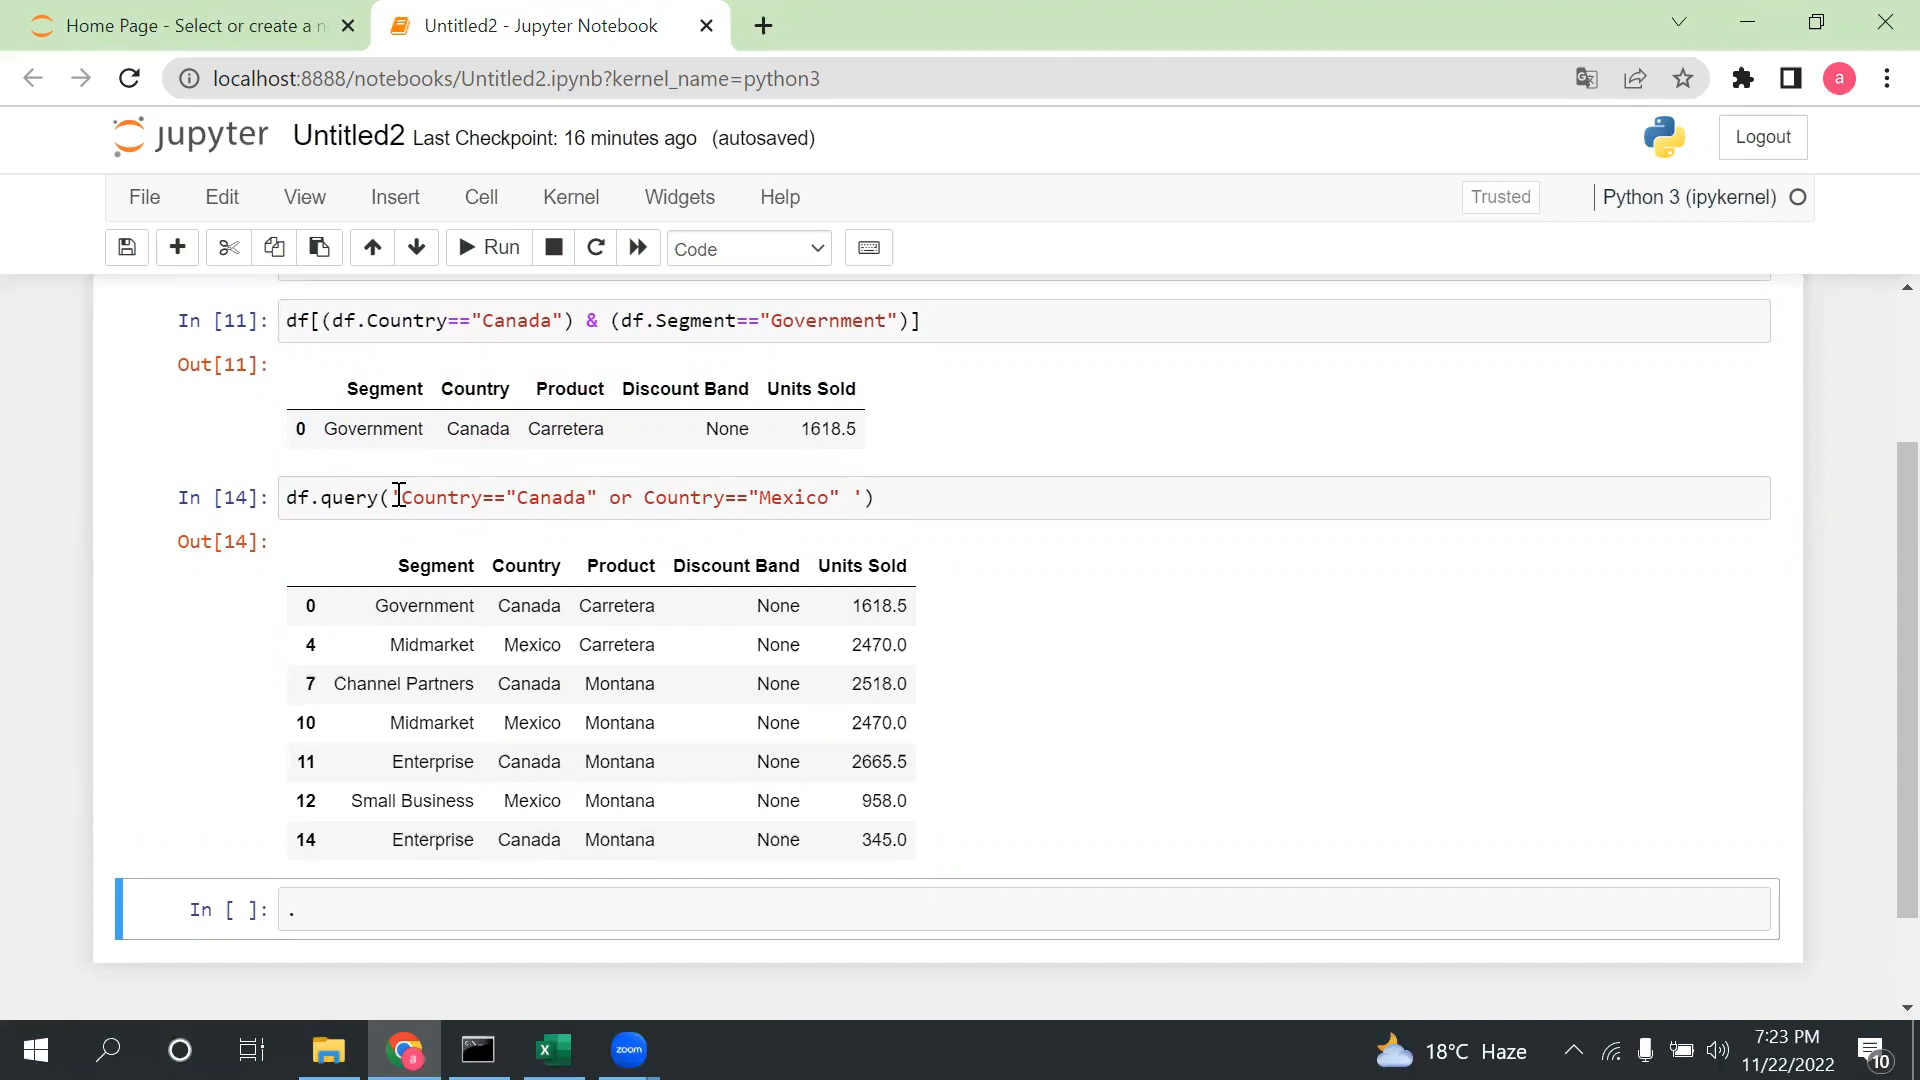 Home Page - Select or create a n
Untitled2 - Jupyter Notebook
localhost:8888/notebooks/Untitled2.ipynb?kernel_name=python3
a
jupyter Untitled2 Last Checkpoint: 16 minutes ago (autosaved)
Logout
File Edit View Insert Cell Kernel Widgets Help
Trusted
Python 3 (ipykernel)
Run
Code
In [11]: df[(df.Country=="Canada") & (df.Segment=="Government")]
Out[11]:
Segment Country Product Discount Band Units Sold
0 Government Canada Carretera None 1618.5
In [14]: df.query('Country=="Canada" or Country=="Mexico" ')
Out[14]:
Segment Country Product Discount Band Units Sold
0 Government Canada Carretera None 1618.5
4 Midmarket Mexico Carretera None 2470.0
7 Channel Partners Canada Montana None 2518.0
10 Midmarket Mexico Montana None 2470.0
11 Enterprise Canada Montana None 2665.5
12 Small Business Mexico Montana None 958.0
14 Enterprise Canada Montana None 345.0
In [ ]: .
a
zoom
18°C Haze
7:23 PM
11/22/2022
10